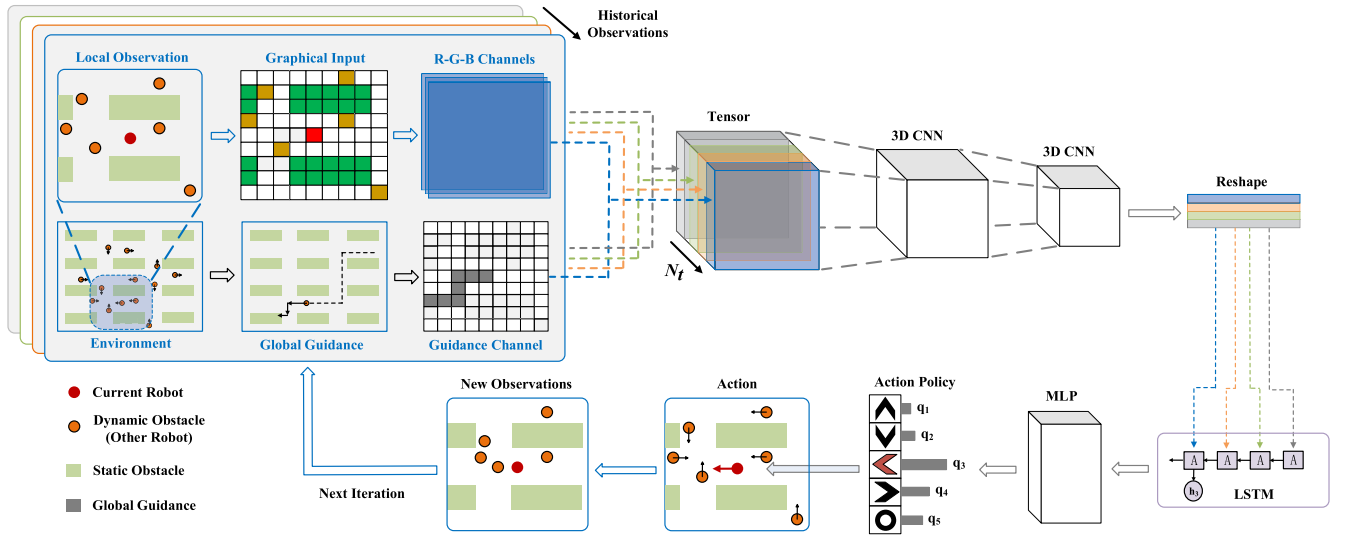 Historical
Observations
Local Observation
Graphical Input
R-G-B Channels
Environment
Global Guidance
Guidance Channel
Tensor
N_t
3D CNN
3D CNN
Reshape
Current Robot
Dynamic Obstacle
(Other Robot)
Static Obstacle
Global Guidance
Next Iteration
New Observations
Action
Action Policy
q1
q2
q3
q4
q5
MLP
A A A A
h3
LSTM